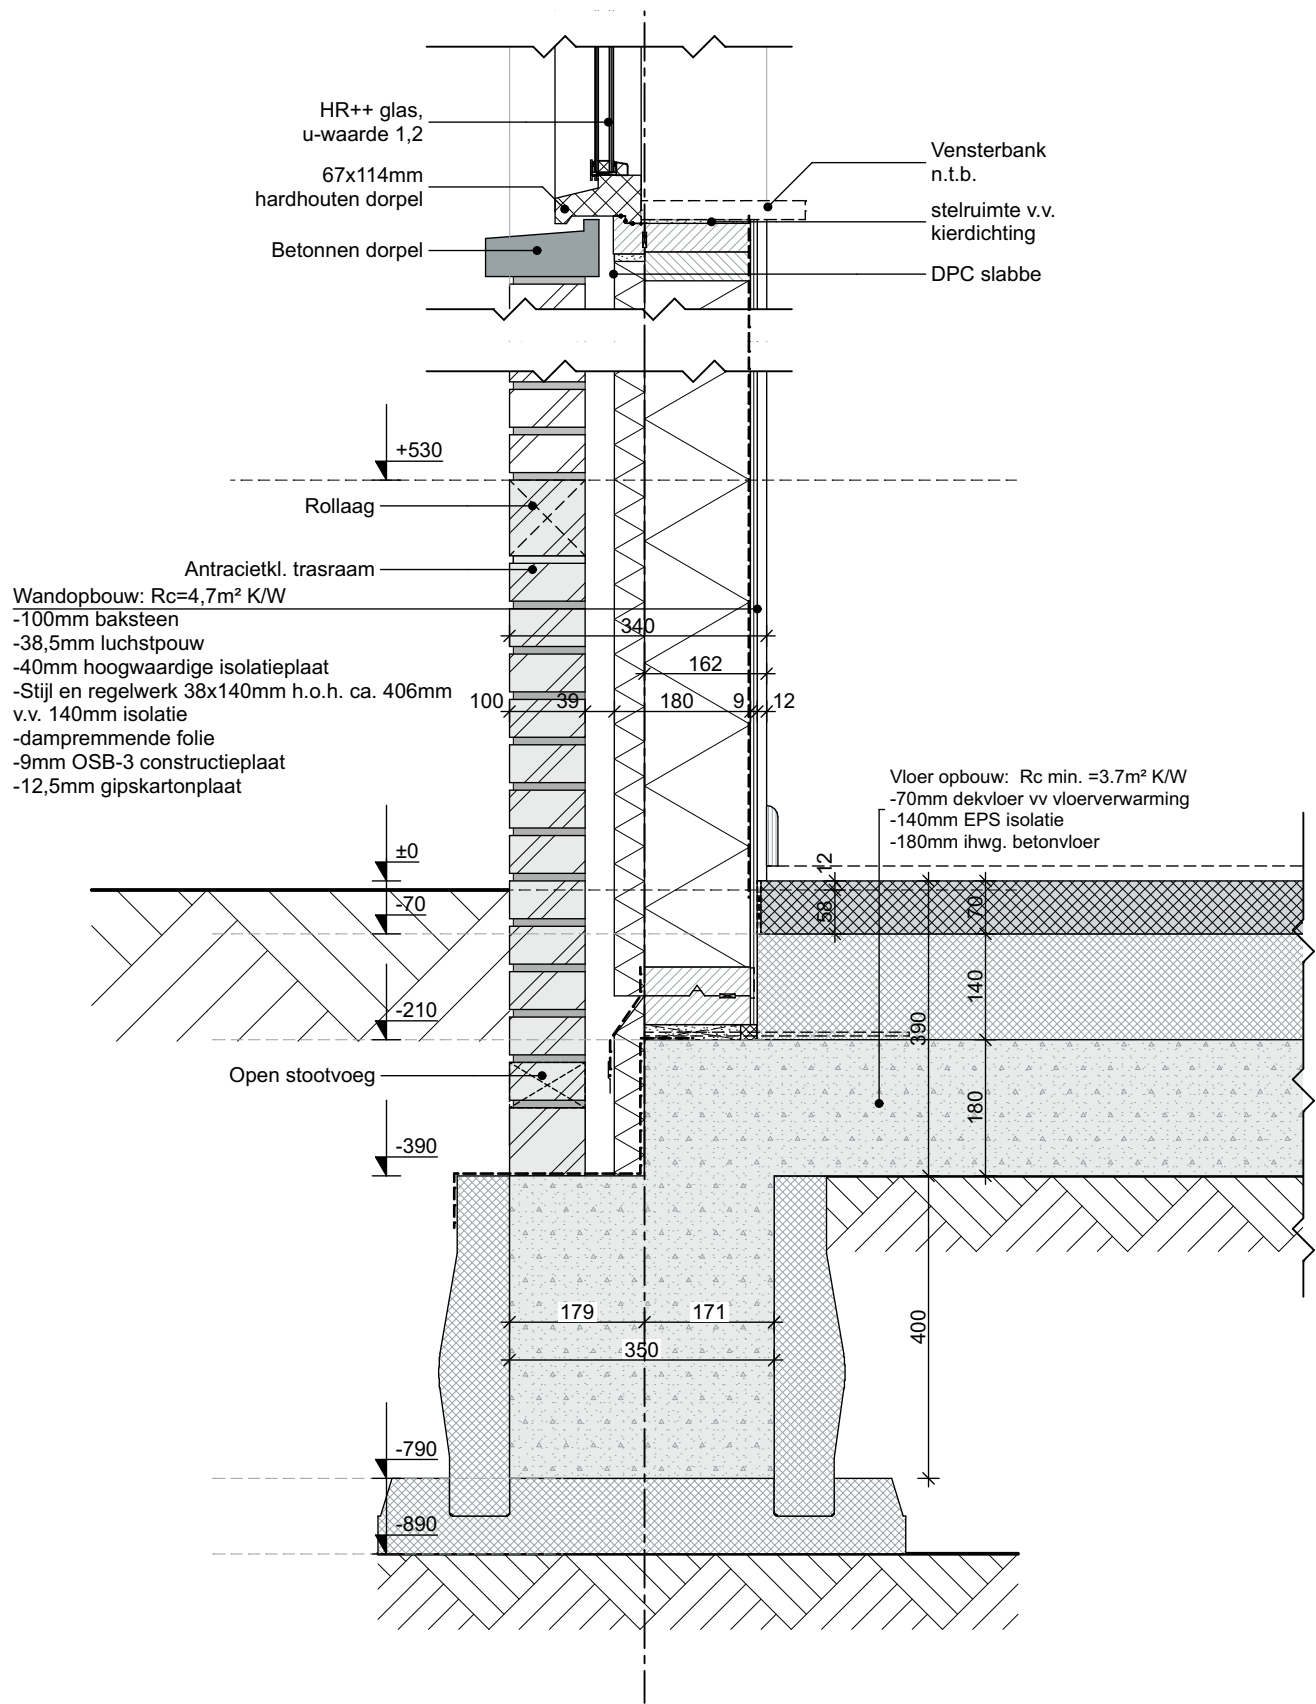 HR++ glas,
u-waarde 1,2
67x114mm
hardhouten dorpel
Betonnen dorpel
Vensterbank
n.t.b.
stelruimte v.v.
kierdichting
DPC slabbe
+530
Rollaag
Antracietkl. trasraam
Wandopbouw: Rc=4,7m² K/W
-100mm baksteen
-38,5mm luchstpouw
-40mm hoogwaardige isolatieplaat
-Stijl en regelwerk 38x140mm h.o.h. ca. 406mm
v.v. 140mm isolatie
-dampremmende folie
-9mm OSB-3 constructieplaat
-12,5mm gipskartonplaat
340
162
100 39 180 9 12
Vloer opbouw: Rc min. =3.7m² K/W
-70mm dekvloer vv vloerverwarming
-140mm EPS isolatie
-180mm ihwg. betonvloer
±0
-70
12
58
70
140
-210
390
Open stootvoeg
180
-390
179 171
350
400
-790
-890